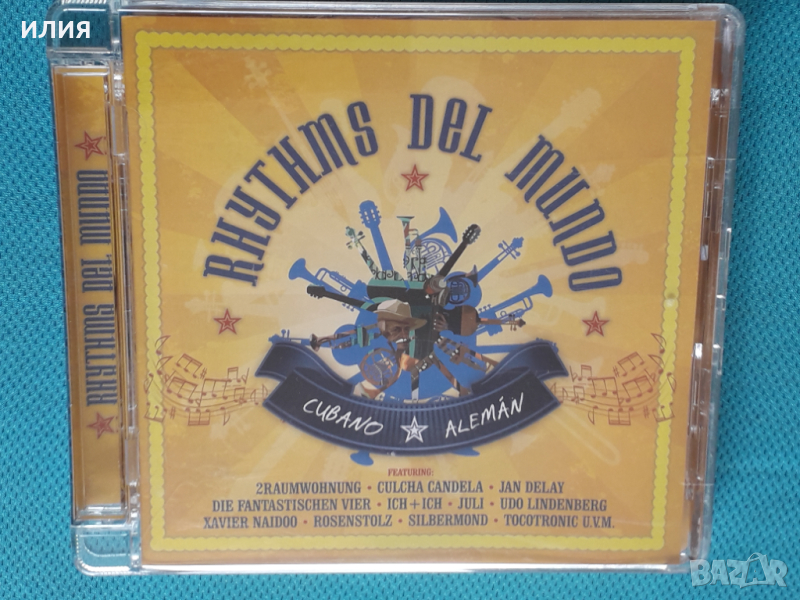 илия
RHYTHMS DEL MUNDO
RHYTHMS DEL MUNDO
CUBANO ALEMÁN
FEATURING:
2RAUMWOHNUNG • CULCHA CANDELA • JAN DELAY
DIE FANTASTISCHEN VIER • ICH+ICH • JULI • UDO LINDENBERG
XAVIER NAIDOO • ROSENSTOLZ • SILBERMOND • TOCOTRONIC U.V.M.
BAZAR